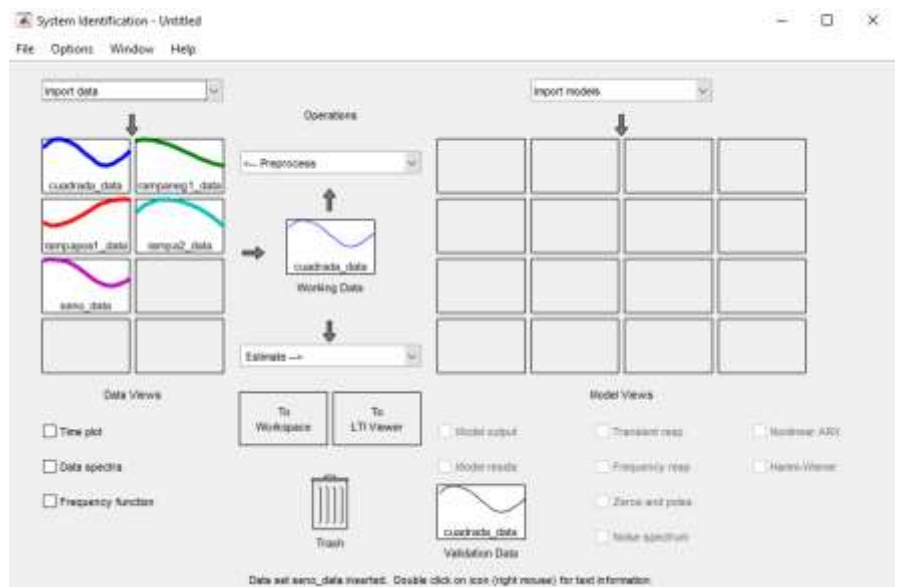 System Identification - Untitled
File Options Window Help
Import data
Import models
Operations
cuadrada_data
rampaneg1_data
<-- Preprocess
rampapos1_data
rampa2_data
cuadrada_data
Working Data
seno_data
Estimate -->
Data Views
Model Views
To Workspace
To LTI Viewer
Time plot
Model output
Transient resp
Nonlinear ARX
Data spectra
Model resids
Frequency resp
Hamm-Wiener
Frequency function
Zeros and poles
Trash
cuadrada_data
Noise spectrum
Validation Data
Data set seno_data inserted. Double click on icon (right mouse) for text information.